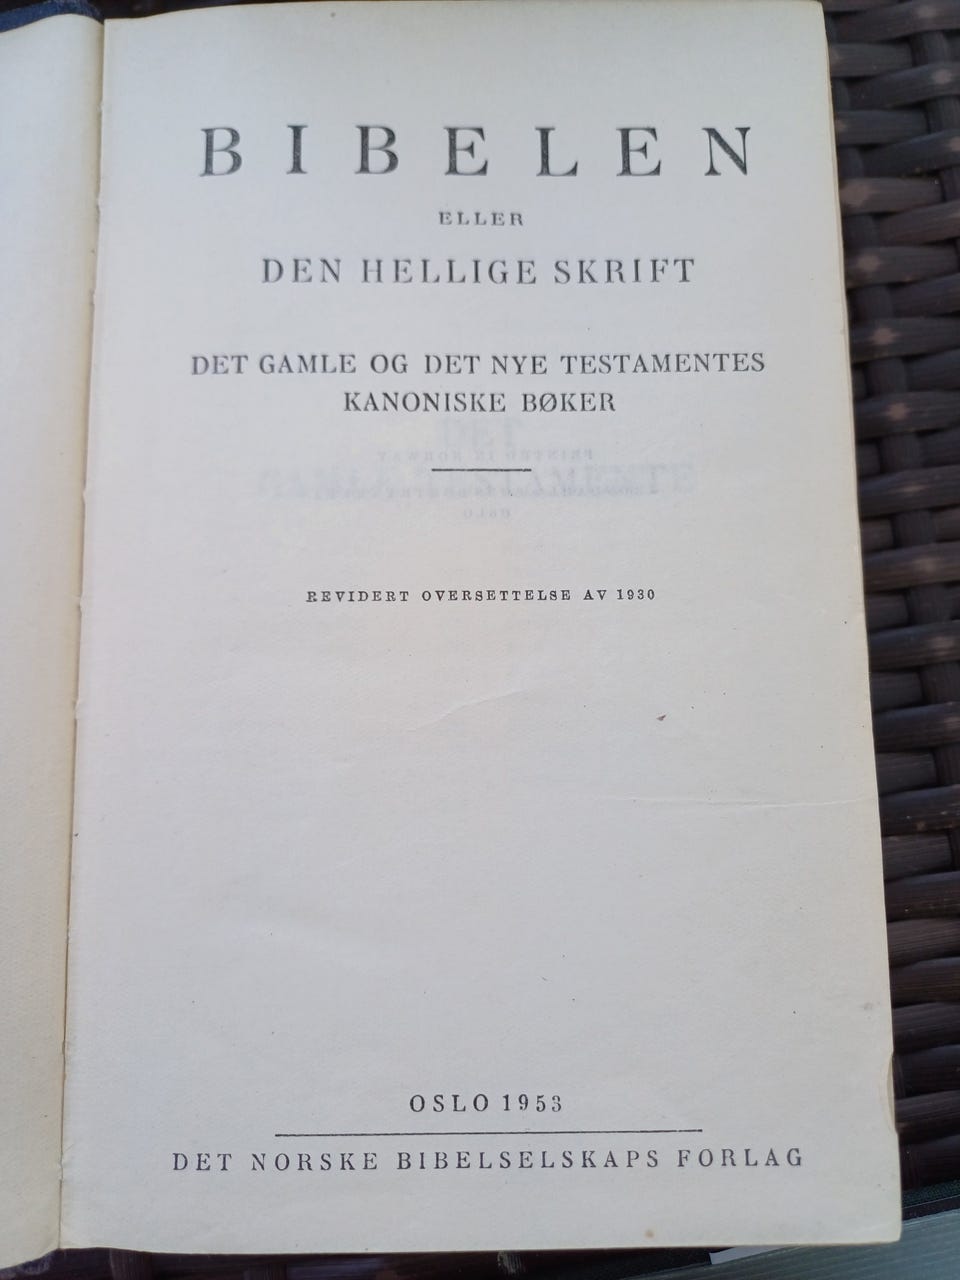 BIBELEN
ELLER
DEN HELLIGE SKRIFT
DET GAMLE OG DET NYE TESTAMENTES
KANONISKE BØKER
REVIDERT OVERSETTELSE AV 1930
OSLO 1953
DET NORSKE BIBELSELSKAPS FORLAG